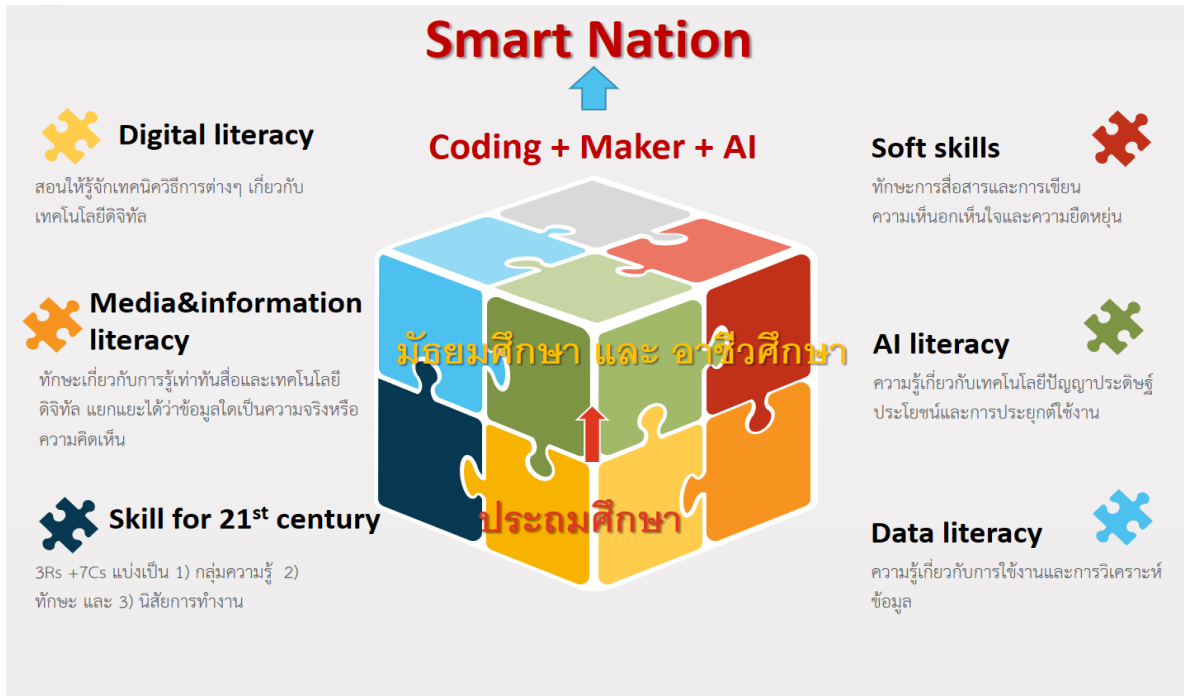 Smart Nation
Coding + Maker + AI
Digital literacy
สอนให้รู้จักเทคนิควิธีการต่างๆ เกี่ยวกับ
เทคโนโลยีดิจิทัล
Media&information
literacy
ทักษะเกี่ยวกับการรู้เท่าทันสื่อและเทคโนโลยี
ดิจิทัล แยกแยะได้ว่าข้อมูลใดเป็นความจริงหรือ
ความคิดเห็น
Skill for 21st century
3Rs +7Cs แบ่งเป็น 1) กลุ่มความรู้ 2)
ทักษะ และ 3) นิสัยการทำงาน
มัธยมศึกษา และ อาชีวศึกษา
ประถมศึกษา
Soft skills
ทักษะการสื่อสารและการเขียน
ความเห็นอกเห็นใจและความยืดหยุ่น
AI literacy
ความรู้เกี่ยวกับเทคโนโลยีปัญญาประดิษฐ์
ประโยชน์และการประยุกต์ใช้งาน
Data literacy
ความรู้เกี่ยวกับการใช้งานและการวิเคราะห์
ข้อมูล